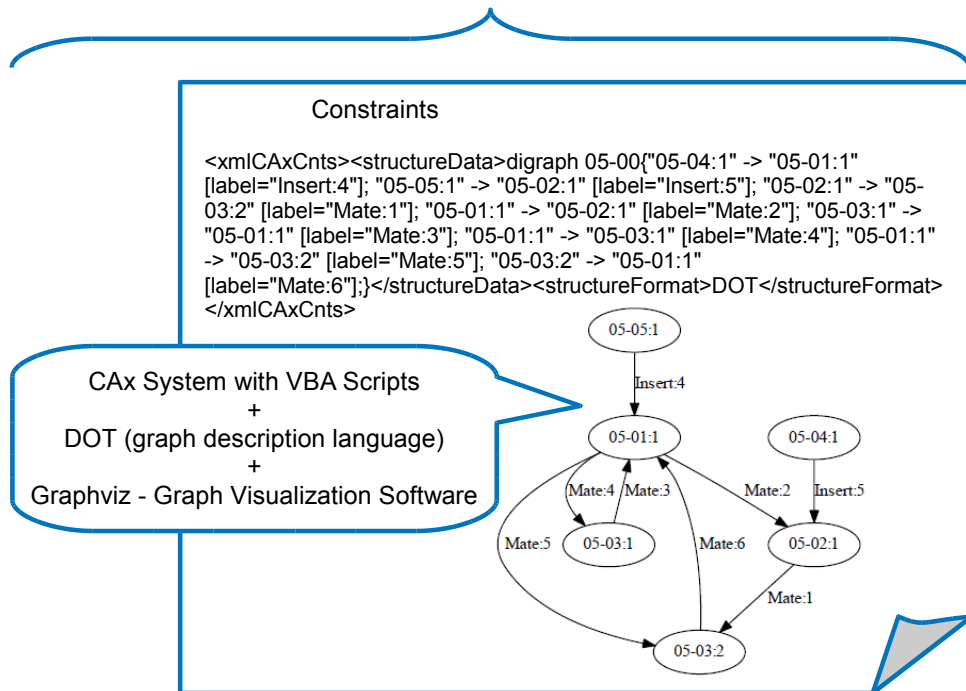 Constraints
<xmlCAxCnts><structureData>digraph 05-00{"05-04:1" -> "05-01:1"
[label="Insert:4"]; "05-05:1" -> "05-02:1" [label="Insert:5"]; "05-02:1" -> "05-
03:2" [label="Mate:1"]; "05-01:1" -> "05-02:1" [label="Mate:2"]; "05-03:1" ->
"05-01:1" [label="Mate:3"]; "05-01:1" -> "05-03:1" [label="Mate:4"]; "05-01:1"
-> "05-03:2" [label="Mate:5"]; "05-03:2" -> "05-01:1"
[label="Mate:6"];}</structureData><structureFormat>DOT</structureFormat>
</xmlCAxCnts>
CAx System with VBA Scripts
+
DOT (graph description language)
+
Graphviz - Graph Visualization Software
05-05:1
Insert:4
05-01:1
05-04:1
Mate:4
Mate:3
Mate:2
Insert:5
Mate:5
05-03:1
Mate:6
05-02:1
Mate:1
05-03:2